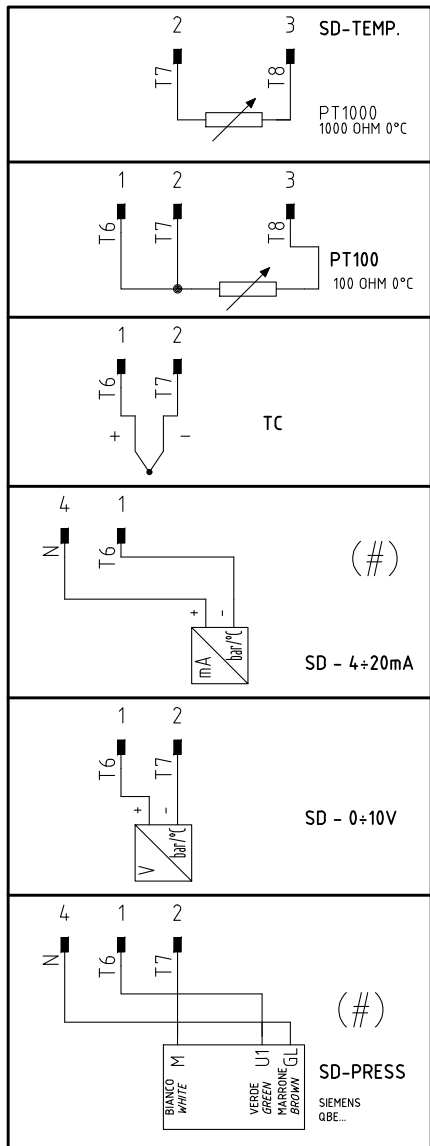 2 3 SD-TEMP.
T7 T8
PT1000
1000 OHM 0°C
1 2 3
T6 T7 T8
PT100
100 OHM 0°C
1 2
T6 T7
+ -
TC
4 1
N T6
(#)
+ -
mA bar/°C
SD - 4÷20mA
1 2
T6 T7
+ -
V bar/°C
SD - 0÷10V
4 1 2
N T6 T7
(#)
M U1 GL
BIANCO VERDE MARRONE
WHITE GREEN BROWN
SD-PRESS
SIEMENS
QBE...